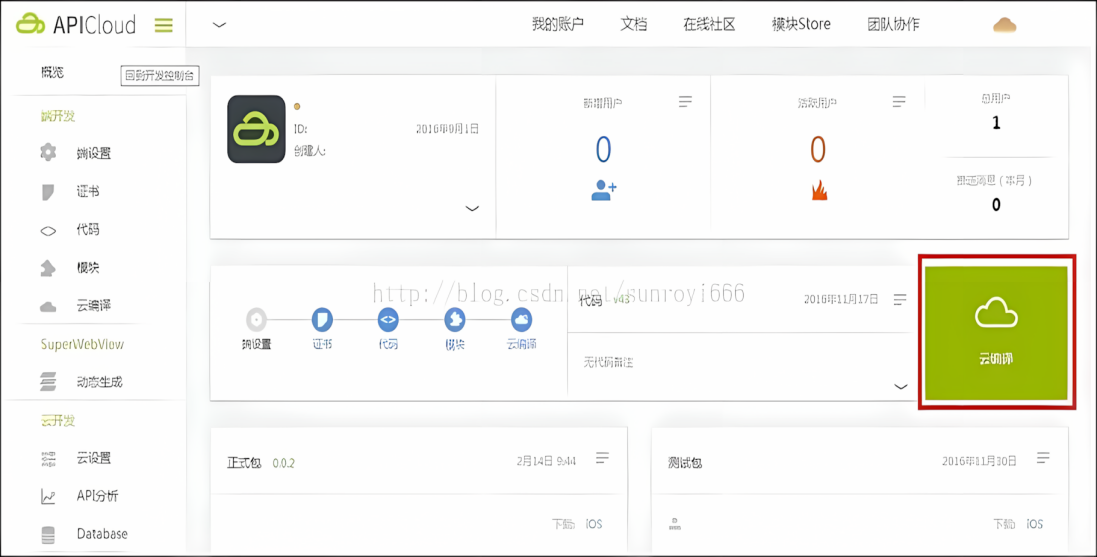 APICloud
我的账户 文档 在线社区 模块Store 团队协作
概览
回到开发控制台
端开发
端设置
证书
代码
模块
云编译
SuperWebView
动态生成
云开发
云设置
API分析
Database
ID:
2016年9月1日
创建人:
新增用户
0
活跃用户
0
总用户
1
推送消息(本月)
0
端设置 证书 代码 模块 云编译
代码 v43
2016年11月17日
无代码备注
云编译
http://blog.csdn.net/sunroyi666
正式包 0.0.2
2月14日 9:44
下载: iOS
测试包
2016年11月30日
下载: iOS